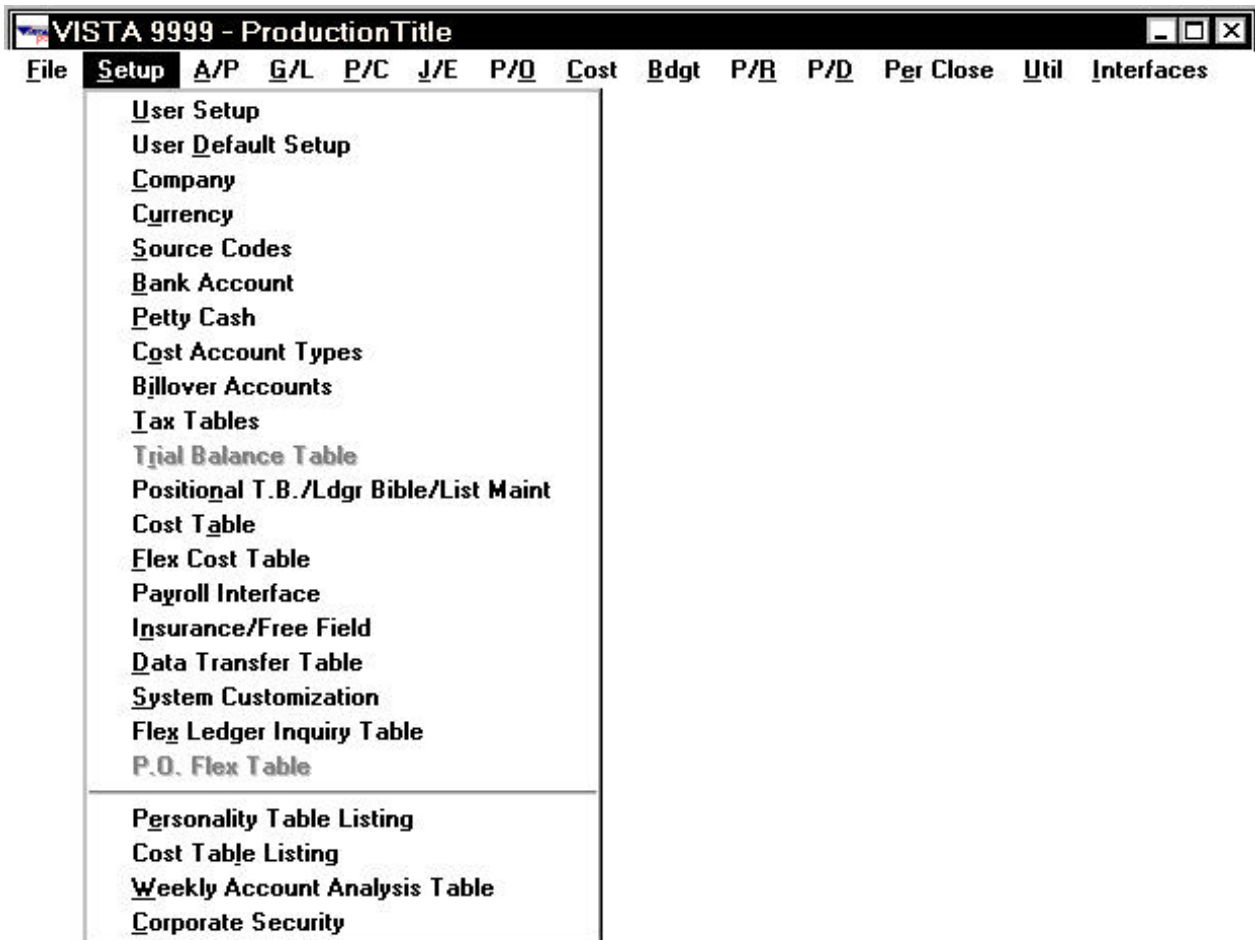 VISTA 9999 - ProductionTitle
File Setup A/P G/L P/C J/E P/O Cost Bdgt P/R P/D Per Close Util Interfaces
User Setup
User Default Setup
Company
Currency
Source Codes
Bank Account
Petty Cash
Cost Account Types
Billover Accounts
Tax Tables
Trial Balance Table
Positional T.B./Ldgr Bible/List Maint
Cost Table
Flex Cost Table
Payroll Interface
Insurance/Free Field
Data Transfer Table
System Customization
Flex Ledger Inquiry Table
P.O. Flex Table
Personality Table Listing
Cost Table Listing
Weekly Account Analysis Table
Corporate Security